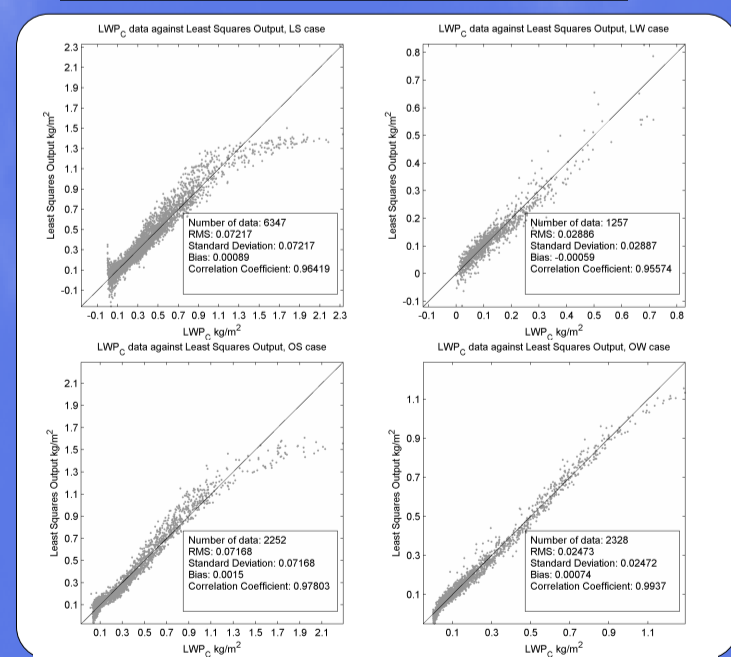 LWP_C data against Least Squares Output, LS case
Least Squares Output kg/m²
2.3
2.1
1.9
1.7
1.5
1.3
1.1
0.9
0.7
0.5
0.3
0.1
-0.1
Number of data: 6347
RMS: 0.07217
Standard Deviation: 0.07217
Bias: 0.00089
Correlation Coefficient: 0.96419
-0.1 0.1 0.3 0.5 0.7 0.9 1.1 1.3 1.5 1.7 1.9 2.1 2.3
LWP_C kg/m²
LWP_C data against Least Squares Output, LW case
Least Squares Output kg/m²
0.8
0.7
0.6
0.5
0.4
0.3
0.2
0.1
0
-0.1
Number of data: 1257
RMS: 0.02886
Standard Deviation: 0.02887
Bias: -0.00059
Correlation Coefficient: 0.95574
-0.1 0 0.1 0.2 0.3 0.4 0.5 0.6 0.7 0.8
LWP_C kg/m²
LWP_C data against Least Squares Output, OS case
Least Squares Output kg/m²
2.1
1.9
1.7
1.5
1.3
1.1
0.9
0.7
0.5
0.3
0.1
Number of data: 2252
RMS: 0.07168
Standard Deviation: 0.07168
Bias: 0.0015
Correlation Coefficient: 0.97803
0.1 0.3 0.5 0.7 0.9 1.1 1.3 1.5 1.7 1.9 2.1
LWP_C kg/m²
LWP_C data against Least Squares Output, OW case
Least Squares Output kg/m²
1.1
0.9
0.7
0.5
0.3
0.1
Number of data: 2328
RMS: 0.02473
Standard Deviation: 0.02472
Bias: 0.00074
Correlation Coefficient: 0.9937
0.1 0.3 0.5 0.7 0.9 1.1
LWP_C kg/m²